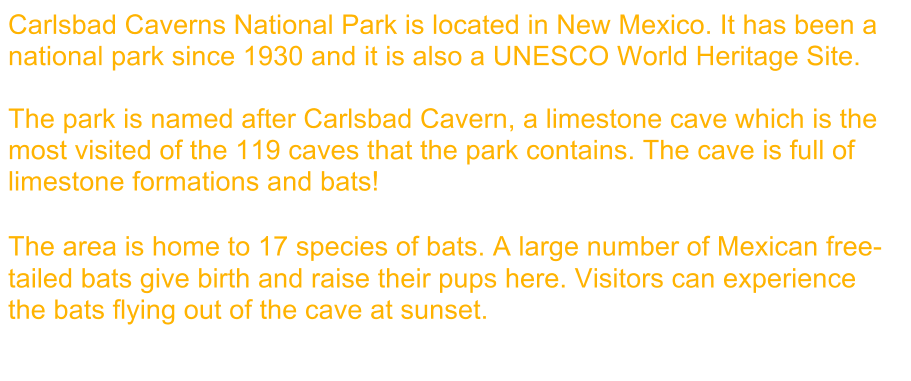 Carlsbad Caverns National Park is located in New Mexico. It has been a
national park since 1930 and it is also a UNESCO World Heritage Site.
The park is named after Carlsbad Cavern, a limestone cave which is the
most visited of the 119 caves that the park contains. The cave is full of
limestone formations and bats!
The area is home to 17 species of bats. A large number of Mexican free-
tailed bats give birth and raise their pups here. Visitors can experience
the bats flying out of the cave at sunset.